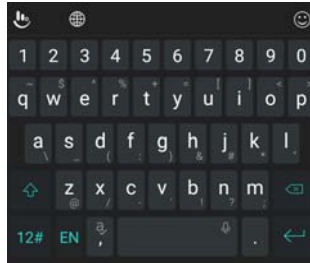 1 2 3 4 5 6 7 8 9 0
q w e r t y u i o p
a s d f g h j k l
z x c v b n m
12# EN , .